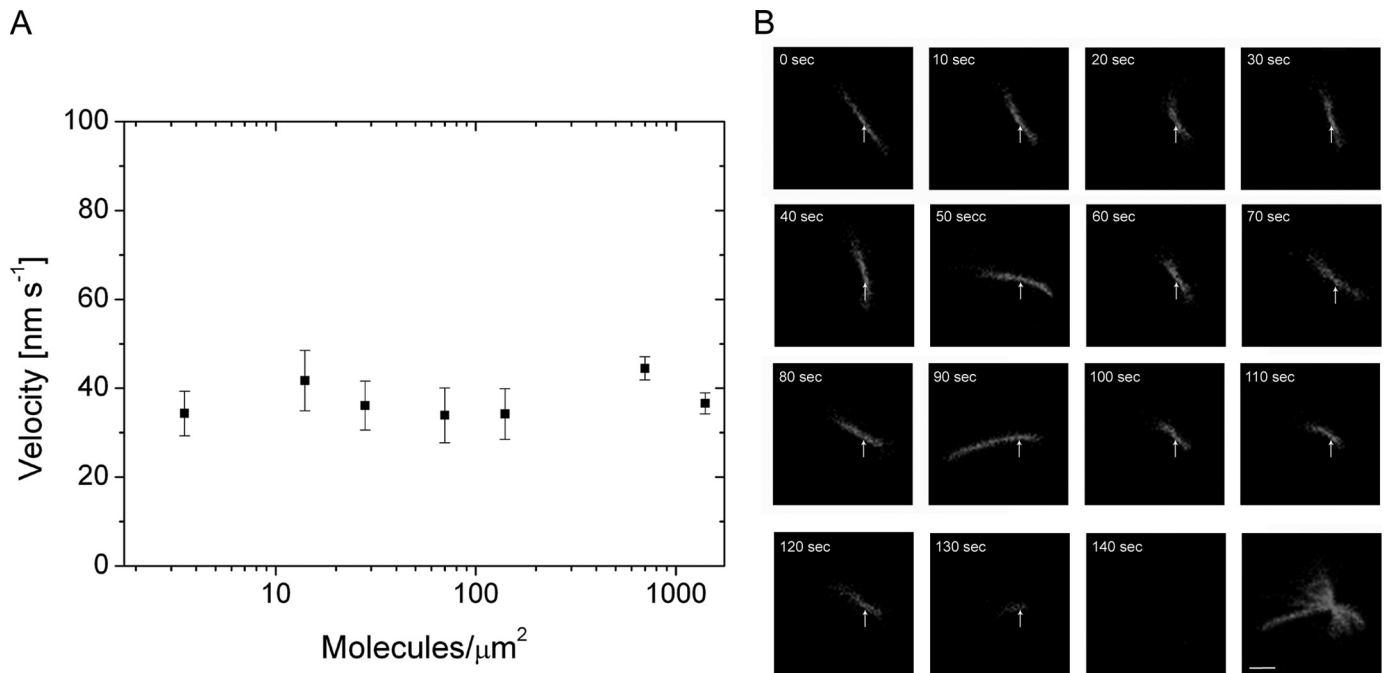 A
B
100
80
60
40
20
0
Velocity [nm s⁻¹]
10
100
1000
Molecules/μm²
0 sec
10 sec
20 sec
30 sec
40 sec
50 secc
60 sec
70 sec
80 sec
90 sec
100 sec
110 sec
120 sec
130 sec
140 sec